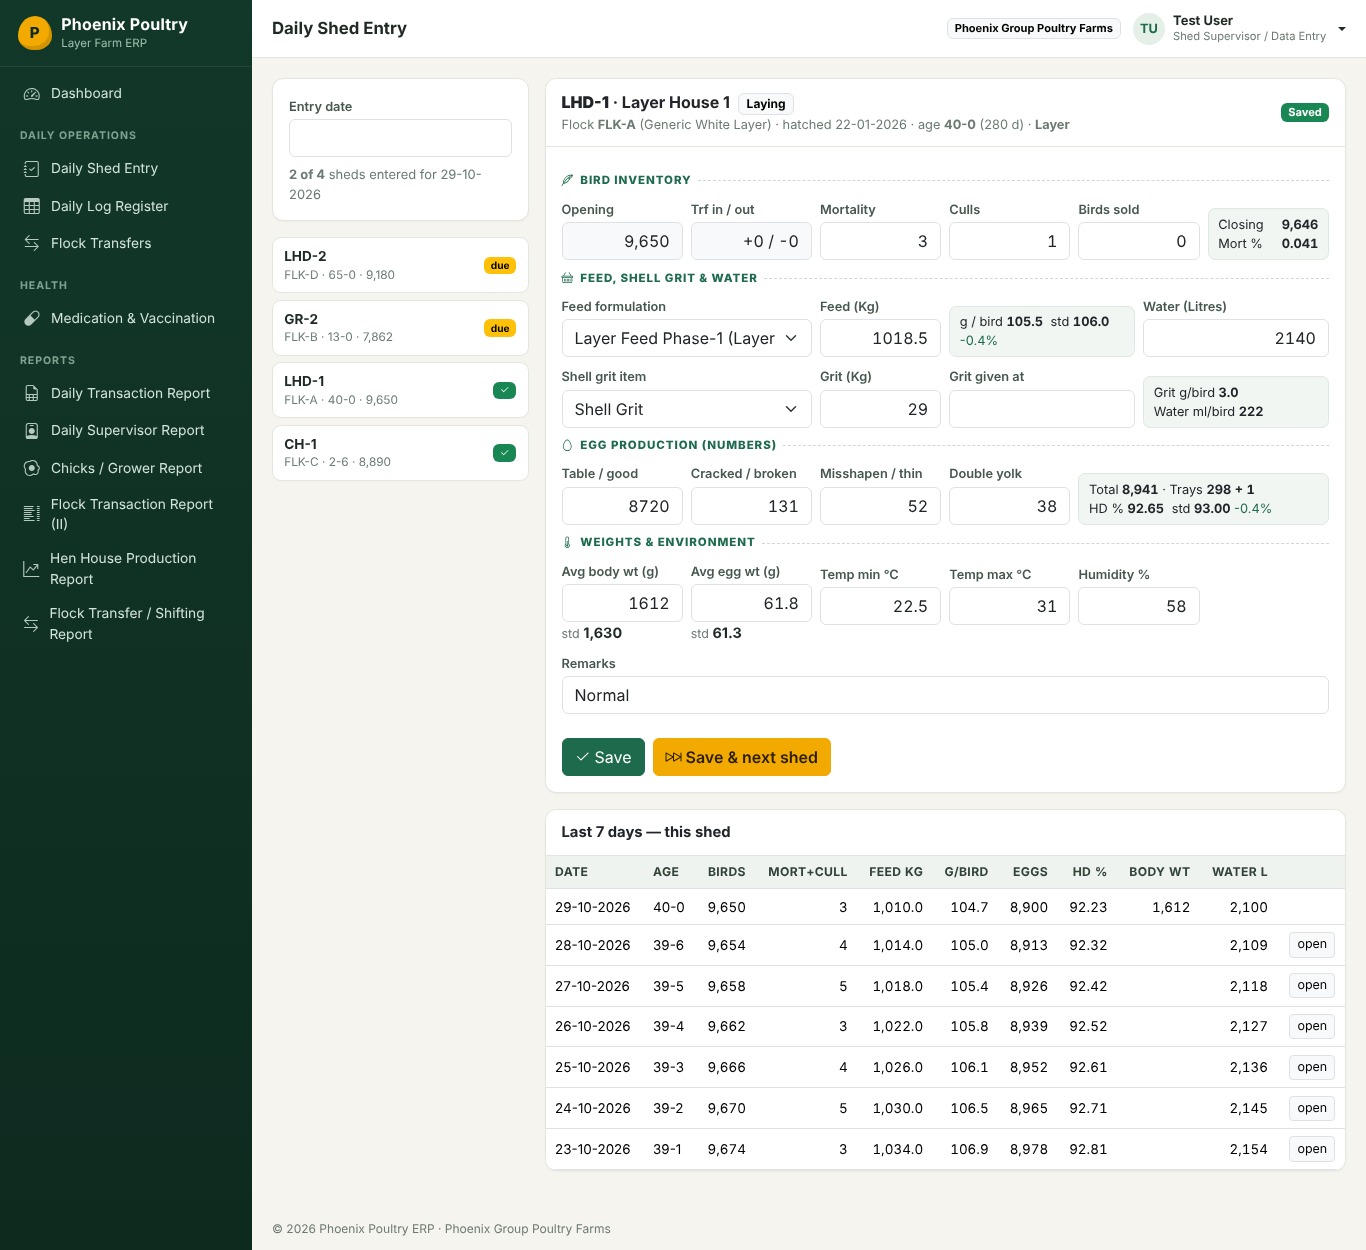 P
Phoenix Poultry
Layer Farm ERP
Dashboard
DAILY OPERATIONS
Daily Shed Entry
Daily Log Register
Flock Transfers
HEALTH
Medication & Vaccination
REPORTS
Daily Transaction Report
Daily Supervisor Report
Chicks / Grower Report
Flock Transaction Report
(II)
Hen House Production
Report
Flock Transfer / Shifting
Report
Daily Shed Entry
Phoenix Group Poultry Farms
TU
Test User
Shed Supervisor / Data Entry
Entry date
2 of 4 sheds entered for 29-10-
2026
LHD-2
FLK-D · 65-0 · 9,180
due
GR-2
FLK-B · 13-0 · 7,862
due
LHD-1
FLK-A · 40-0 · 9,650
CH-1
FLK-C · 2-6 · 8,890
LHD-1 · Layer House 1 Laying
Flock FLK-A (Generic White Layer) · hatched 22-01-2026 · age 40-0 (280 d) · Layer
Saved
BIRD INVENTORY
Opening Trf in / out Mortality Culls Birds sold
9,650 +0 / -0 3 1 0
Closing 9,646
Mort % 0.041
FEED, SHELL GRIT & WATER
Feed formulation Feed (Kg) Water (Litres)
Layer Feed Phase-1 (Layer 1018.5 2140
g / bird 105.5 std 106.0
-0.4%
Shell grit item Grit (Kg) Grit given at
Shell Grit 29
Grit g/bird 3.0
Water ml/bird 222
EGG PRODUCTION (NUMBERS)
Table / good Cracked / broken Misshapen / thin Double yolk
8720 131 52 38
Total 8,941 · Trays 298 + 1
HD % 92.65 std 93.00 -0.4%
WEIGHTS & ENVIRONMENT
Avg body wt (g) Avg egg wt (g) Temp min °C Temp max °C Humidity %
1612 61.8 22.5 31 58
std 1,630 std 61.3
Remarks
Normal
Save Save & next shed
Last 7 days — this shed
DATE AGE BIRDS MORT+CULL FEED KG G/BIRD EGGS HD % BODY WT WATER L
29-10-2026 40-0 9,650 3 1,010.0 104.7 8,900 92.23 1,612 2,100
28-10-2026 39-6 9,654 4 1,014.0 105.0 8,913 92.32 2,109 open
27-10-2026 39-5 9,658 5 1,018.0 105.4 8,926 92.42 2,118 open
26-10-2026 39-4 9,662 3 1,022.0 105.8 8,939 92.52 2,127 open
25-10-2026 39-3 9,666 4 1,026.0 106.1 8,952 92.61 2,136 open
24-10-2026 39-2 9,670 5 1,030.0 106.5 8,965 92.71 2,145 open
23-10-2026 39-1 9,674 3 1,034.0 106.9 8,978 92.81 2,154 open
© 2026 Phoenix Poultry ERP · Phoenix Group Poultry Farms